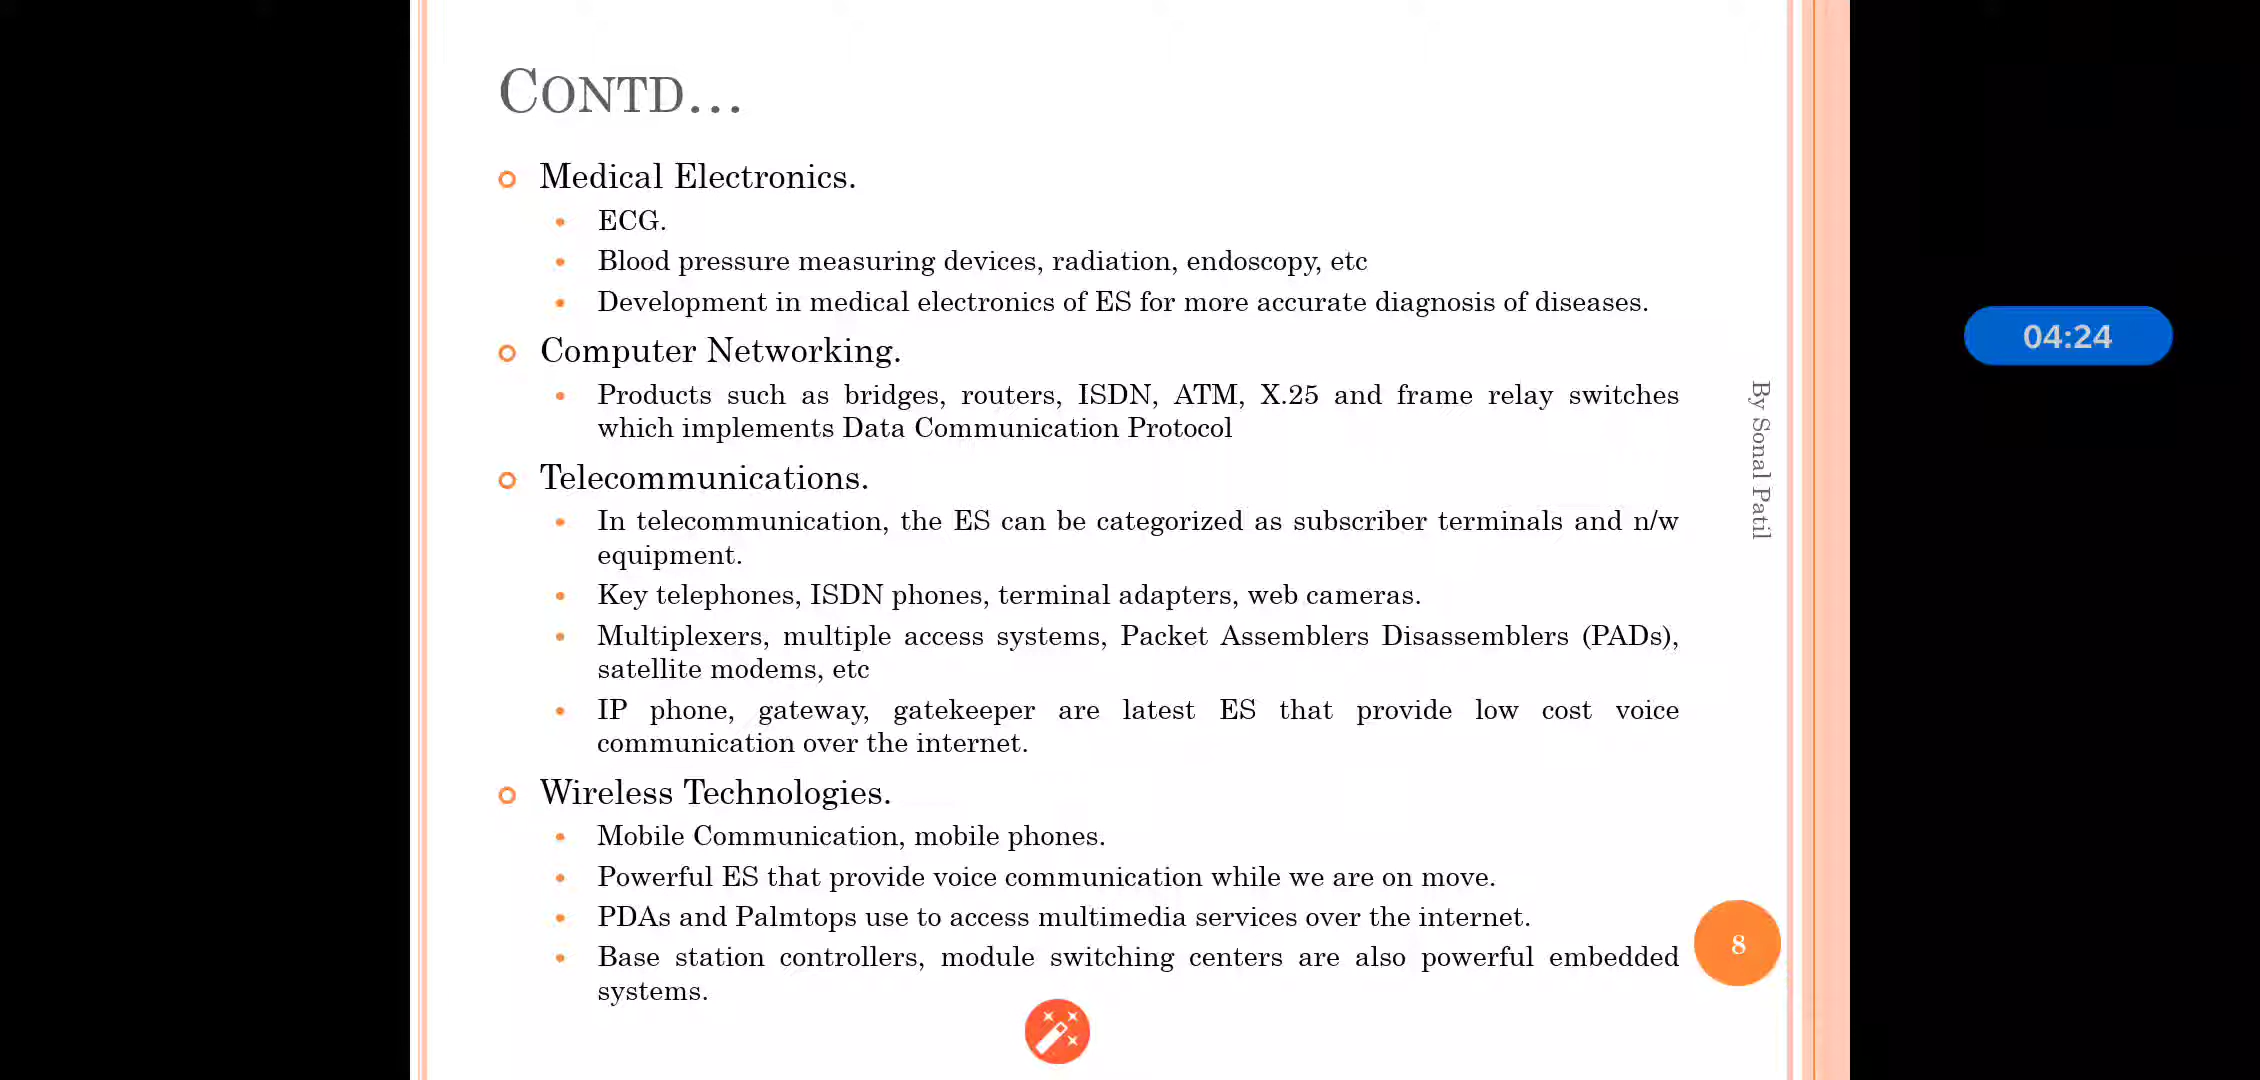 CONTD...
Medical Electronics.
ECG.
Blood pressure measuring devices, radiation, endoscopy, etc
Development in medical electronics of ES for more accurate diagnosis of diseases.
Computer Networking.
Products such as bridges, routers, ISDN, ATM, X.25 and frame relay switches
which implements Data Communication Protocol
Telecommunications.
In telecommunication, the ES can be categorized as subscriber terminals and n/w
equipment.
Key telephones, ISDN phones, terminal adapters, web cameras.
Multiplexers, multiple access systems, Packet Assemblers Disassemblers (PADs),
satellite modems, etc
IP phone, gateway, gatekeeper are latest ES that provide low cost voice
communication over the internet.
Wireless Technologies.
Mobile Communication, mobile phones.
Powerful ES that provide voice communication while we are on move.
PDAs and Palmtops use to access multimedia services over the internet.
Base station controllers, module switching centers are also powerful embedded
systems.
By Sonal Patil
8
04:24